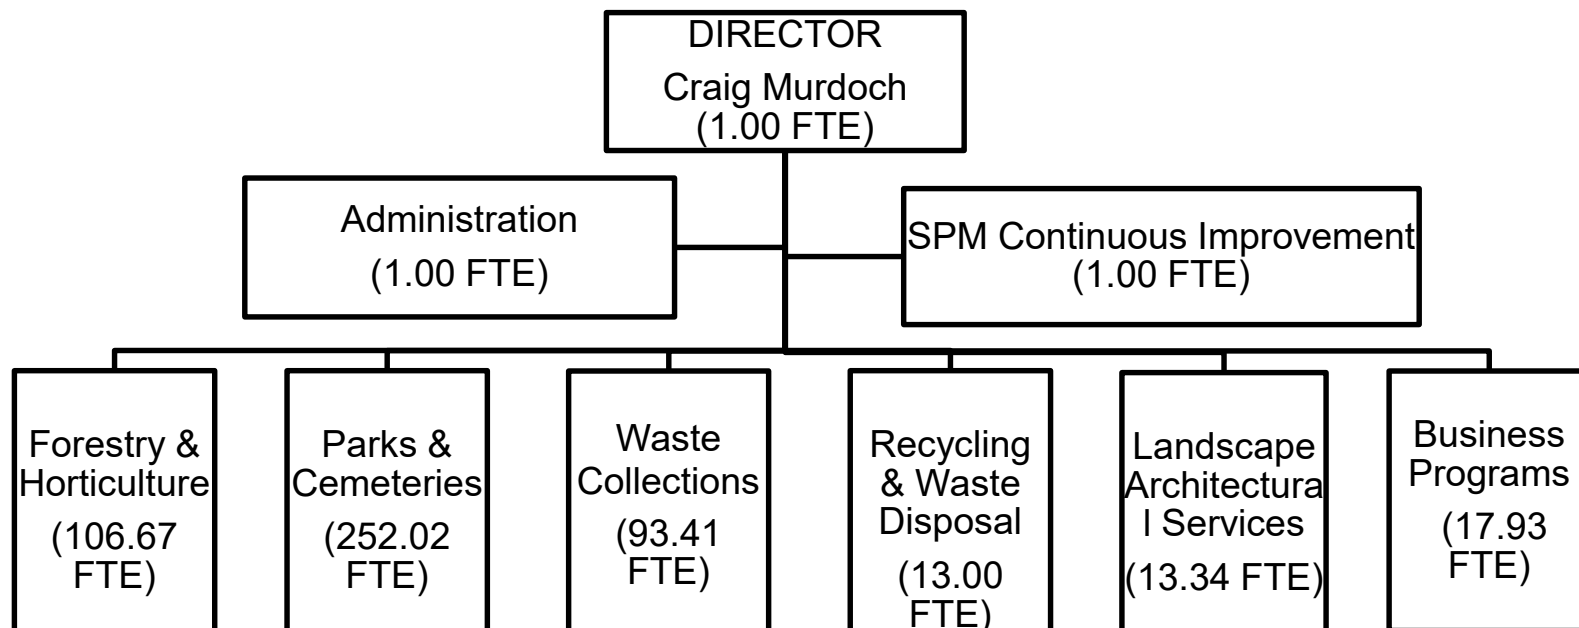 DIRECTOR
Craig Murdoch
(1.00 FTE)
Administration
(1.00 FTE)
SPM Continuous Improvement
(1.00 FTE)
Forestry &
Horticulture
(106.67
FTE)
Parks &
Cemeteries
(252.02
FTE)
Waste
Collections
(93.41
FTE)
Recycling
& Waste
Disposal
(13.00
FTE)
Landscape
Architectura
l Services
(13.34 FTE)
Business
Programs
(17.93
FTE)